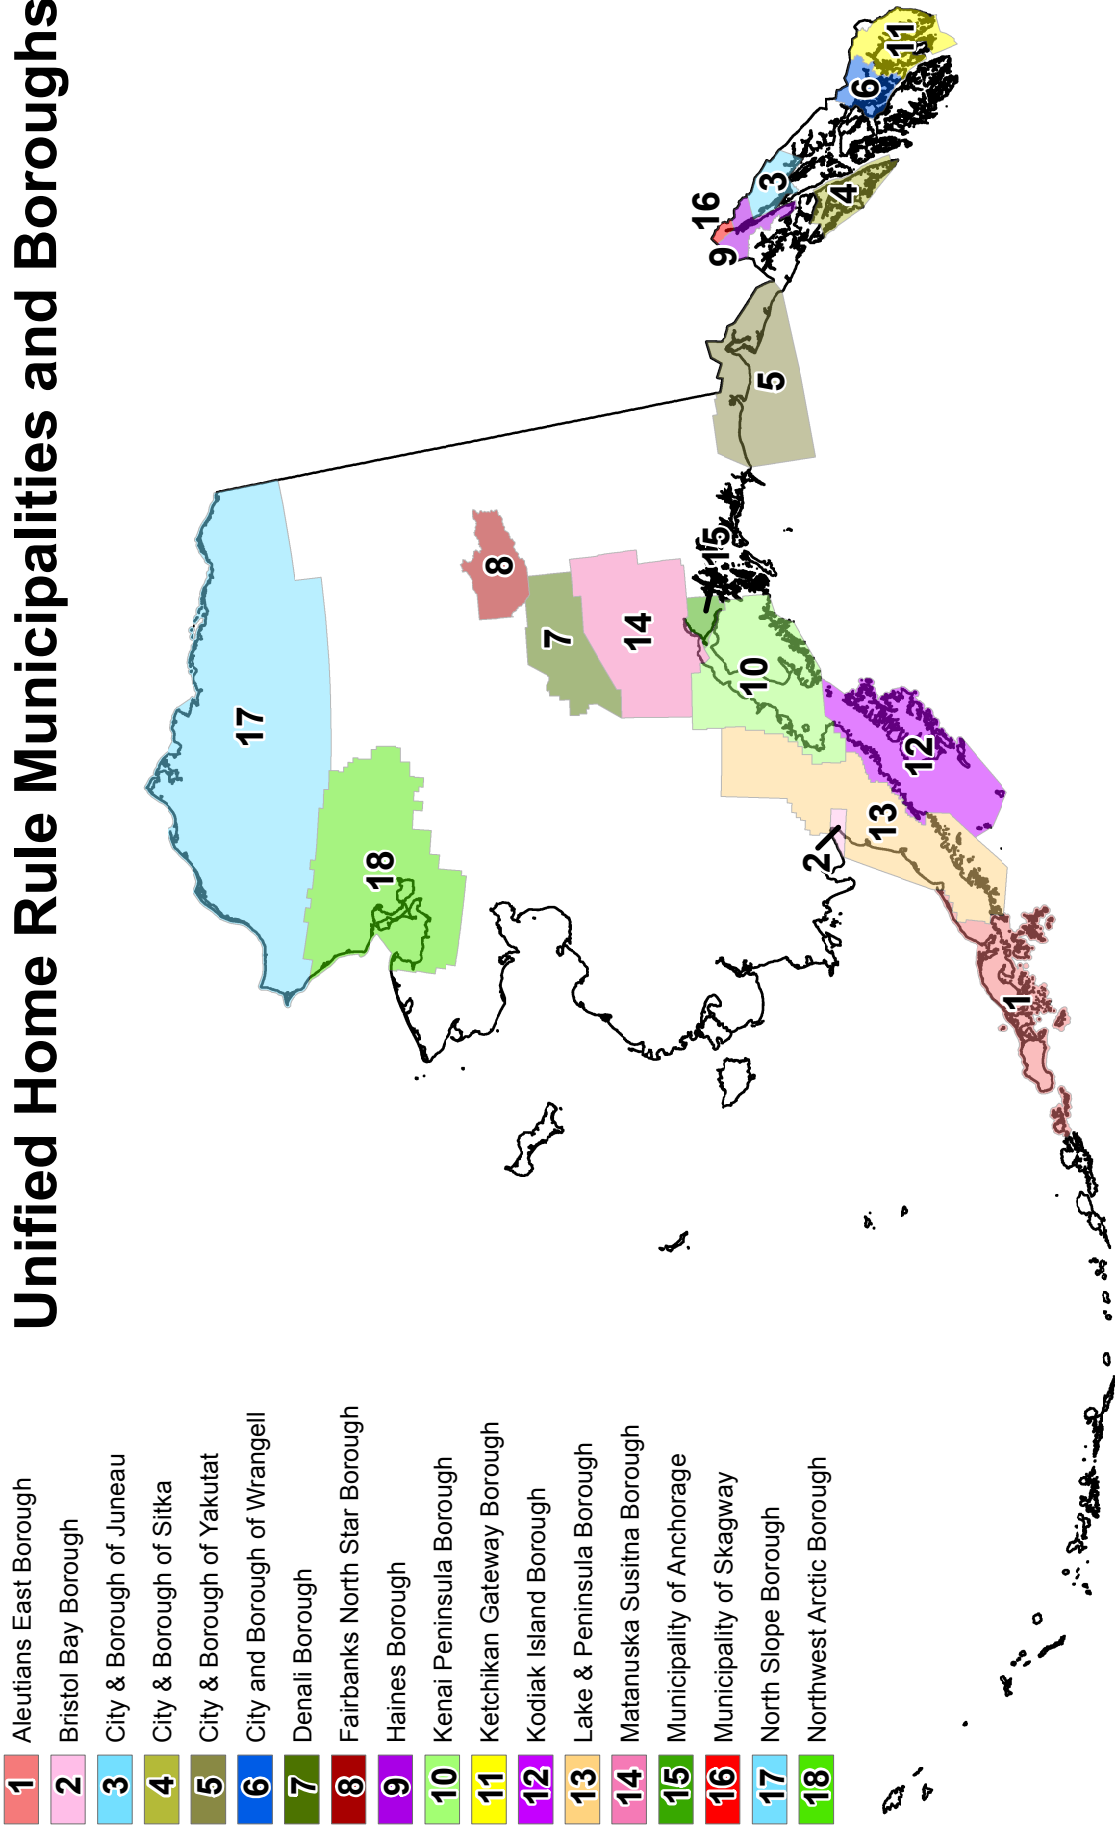 Unified Home Rule Municipalities and Boroughs
1 Aleutians East Borough
2 Bristol Bay Borough
3 City & Borough of Juneau
4 City & Borough of Sitka
5 City & Borough of Yakutat
6 City and Borough of Wrangell
7 Denali Borough
8 Fairbanks North Star Borough
9 Haines Borough
10 Kenai Peninsula Borough
11 Ketchikan Gateway Borough
12 Kodiak Island Borough
13 Lake & Peninsula Borough
14 Matanuska Susitna Borough
15 Municipality of Anchorage
16 Municipality of Skagway
17 North Slope Borough
18 Northwest Arctic Borough
17
18
8
7
14
15
10
5
16
9
3
4
6
11
12
13
2
1